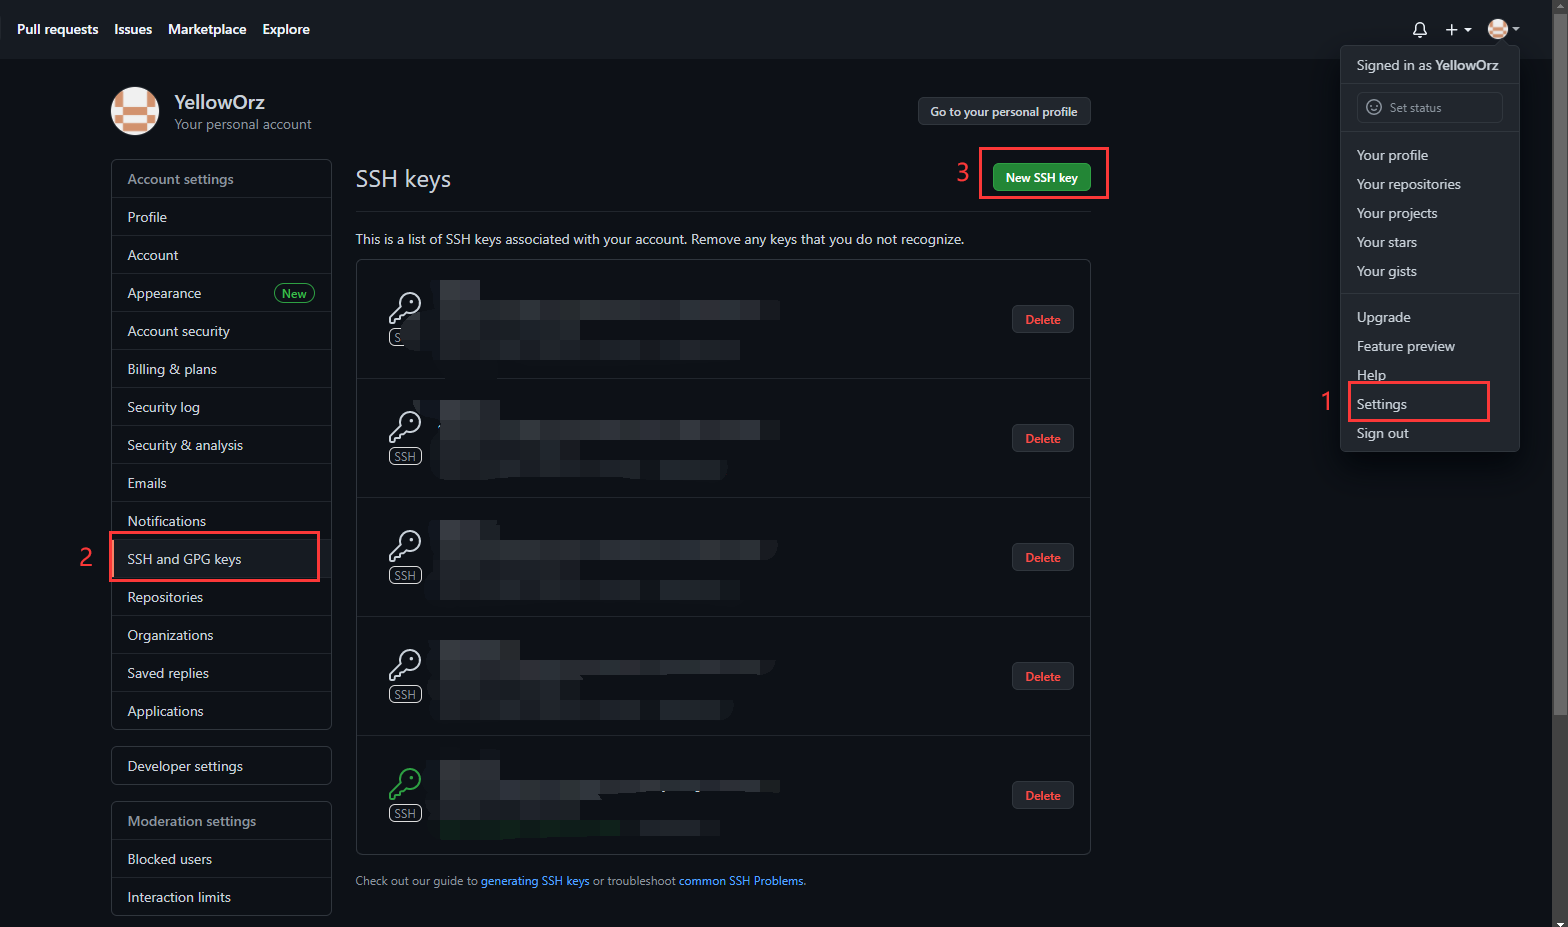 Pull requests Issues Marketplace Explore
Signed in as YellowOrz
Set status
Your profile
Your repositories
Your projects
Your stars
Your gists
Upgrade
Feature preview
Help
1
Settings
Sign out
YellowOrz
Your personal account
Go to your personal profile
Account settings
Profile
Account
Appearance New
Account security
Billing & plans
Security log
Security & analysis
Emails
Notifications
2
SSH and GPG keys
Repositories
Organizations
Saved replies
Applications
Developer settings
Moderation settings
Blocked users
Interaction limits
SSH keys
3
New SSH key
This is a list of SSH keys associated with your account. Remove any keys that you do not recognize.
Delete
SSH
Delete
SSH
Delete
SSH
Delete
SSH
Delete
Check out our guide to generating SSH keys or troubleshoot common SSH Problems.